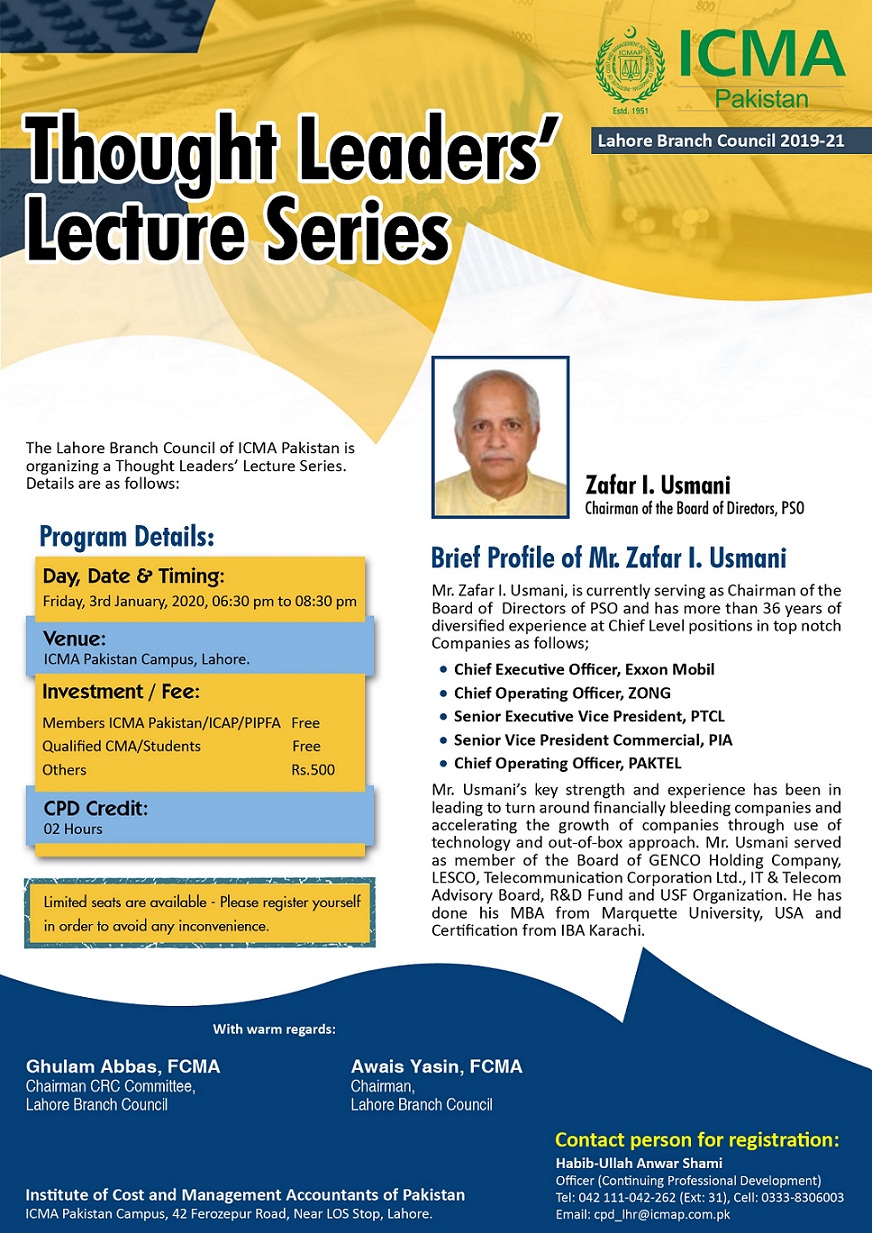 ICMAP
Estd. 1951
ICMA
Pakistan
Lahore Branch Council 2019-21
Thought Leaders’
Lecture Series
The Lahore Branch Council of ICMA Pakistan is
organizing a Thought Leaders’ Lecture Series.
Details are as follows:
Program Details:
Day, Date & Timing:
Friday, 3rd January, 2020, 06:30 pm to 08:30 pm
Venue:
ICMA Pakistan Campus, Lahore.
Investment / Fee:
Members ICMA Pakistan/ICAP/PIPFA Free
Qualified CMA/Students Free
Others Rs.500
CPD Credit:
02 Hours
Limited seats are available - Please register yourself
in order to avoid any inconvenience.
Zafar I. Usmani
Chairman of the Board of Directors, PSO
Brief Profile of Mr. Zafar I. Usmani
Mr. Zafar I. Usmani, is currently serving as Chairman of the
Board of Directors of PSO and has more than 36 years of
diversified experience at Chief Level positions in top notch
Companies as follows;
• Chief Executive Officer, Exxon Mobil
• Chief Operating Officer, ZONG
• Senior Executive Vice President, PTCL
• Senior Vice President Commercial, PIA
• Chief Operating Officer, PAKTEL
Mr. Usmani’s key strength and experience has been in
leading to turn around financially bleeding companies and
accelerating the growth of companies through use of
technology and out-of-box approach. Mr. Usmani served
as member of the Board of GENCO Holding Company,
LESCO, Telecommunication Corporation Ltd., IT & Telecom
Advisory Board, R&D Fund and USF Organization. He has
done his MBA from Marquette University, USA and
Certification from IBA Karachi.
With warm regards:
Ghulam Abbas, FCMA
Chairman CRC Committee,
Lahore Branch Council
Awais Yasin, FCMA
Chairman,
Lahore Branch Council
Institute of Cost and Management Accountants of Pakistan
ICMA Pakistan Campus, 42 Ferozepur Road, Near LOS Stop, Lahore.
Contact person for registration:
Habib-Ullah Anwar Shami
Officer (Continuing Professional Development)
Tel: 042 111-042-262 (Ext: 31), Cell: 0333-8306003
Email: cpd_lhr@icmap.com.pk